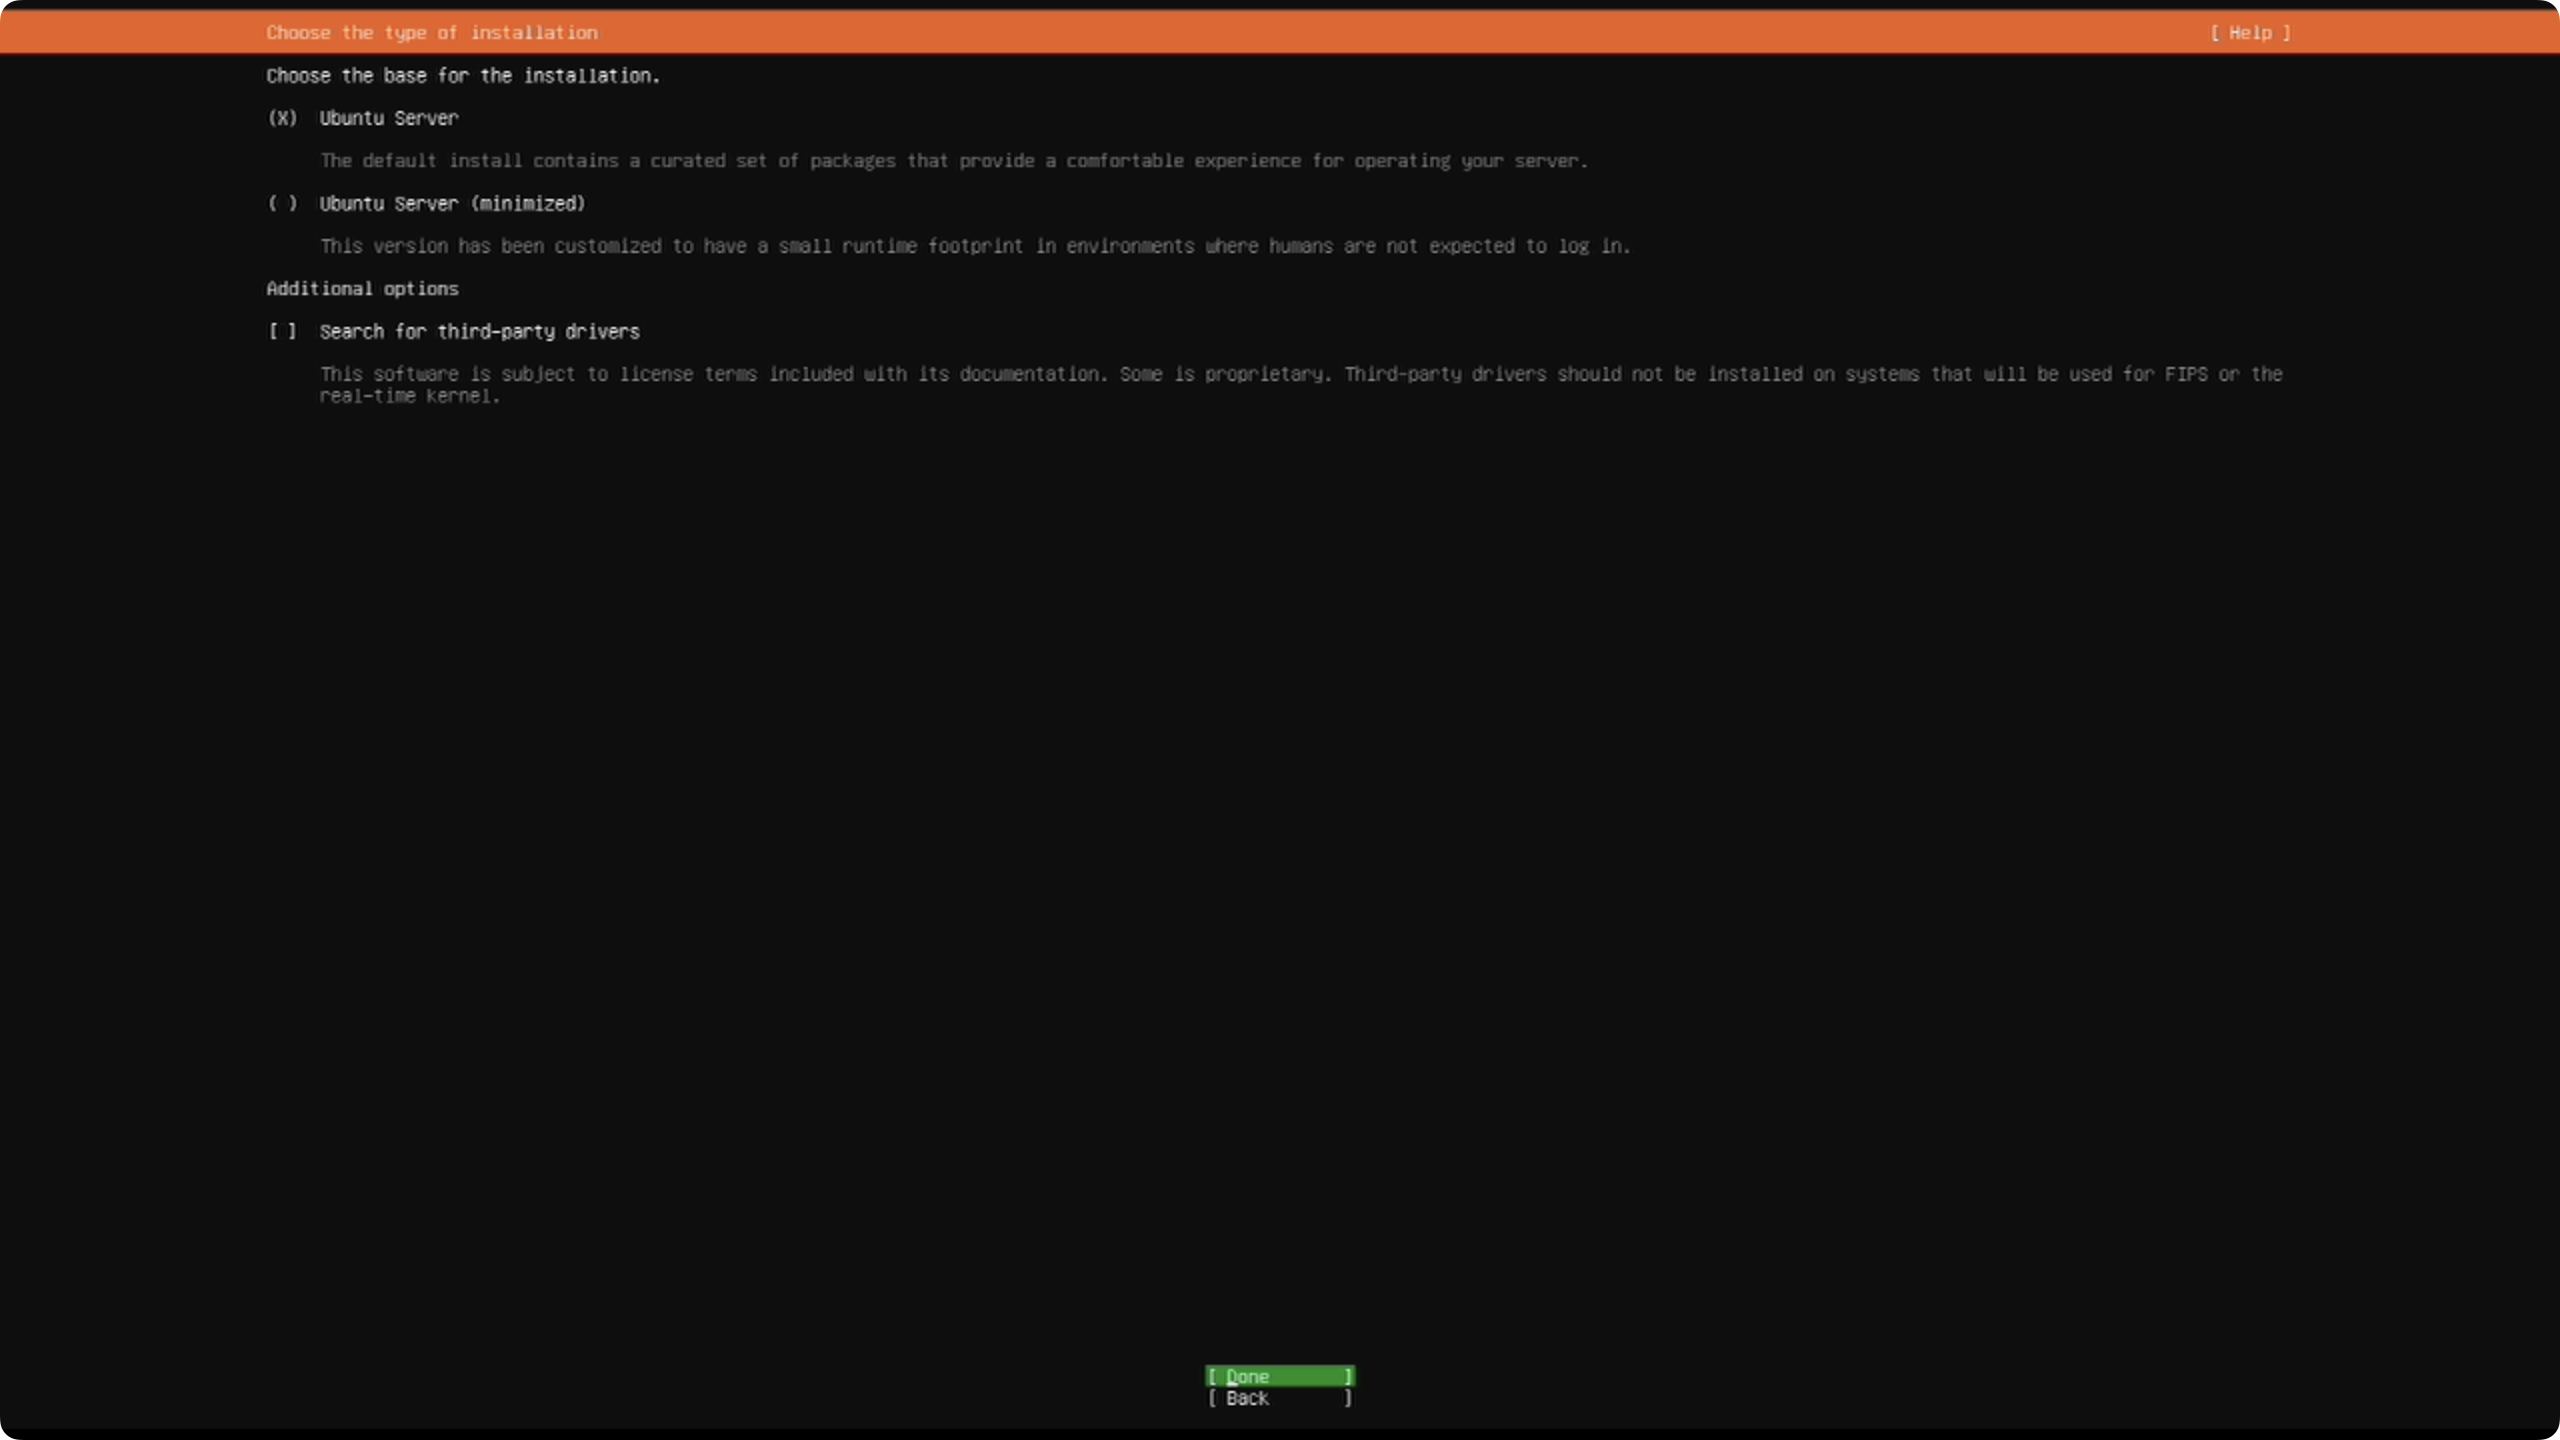 Choose the type of installation [ Help ]
Choose the base for the installation.
(X) Ubuntu Server
The default install contains a curated set of packages that provide a comfortable experience for operating your server.
( ) Ubuntu Server (minimized)
This version has been customized to have a small runtime footprint in environments where humans are not expected to log in.
Additional options
[ ] Search for third-party drivers
This software is subject to license terms included with its documentation. Some is proprietary. Third-party drivers should not be installed on systems that will be used for FIPS or the
real-time kernel.
[ Done ]
[ Back ]